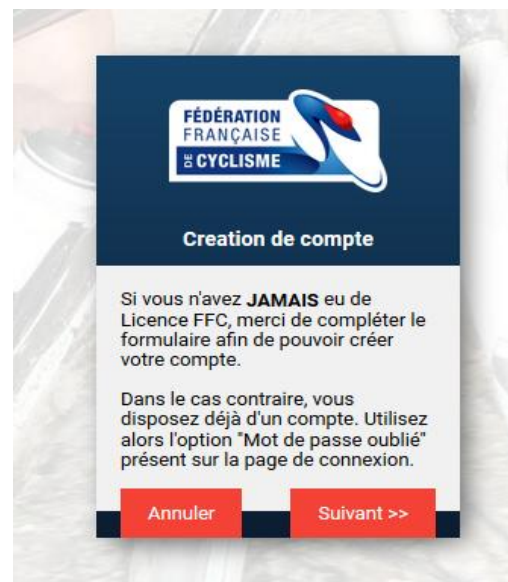 FÉDÉRATION
FRANÇAISE
DE CYCLISME
Creation de compte
Si vous n'avez JAMAIS eu de
Licence FFC, merci de compléter le
formulaire afin de pouvoir créer
votre compte.
Dans le cas contraire, vous
disposez déjà d'un compte. Utilisez
alors l'option "Mot de passe oublié"
présent sur la page de connexion.
Annuler
Suivant >>